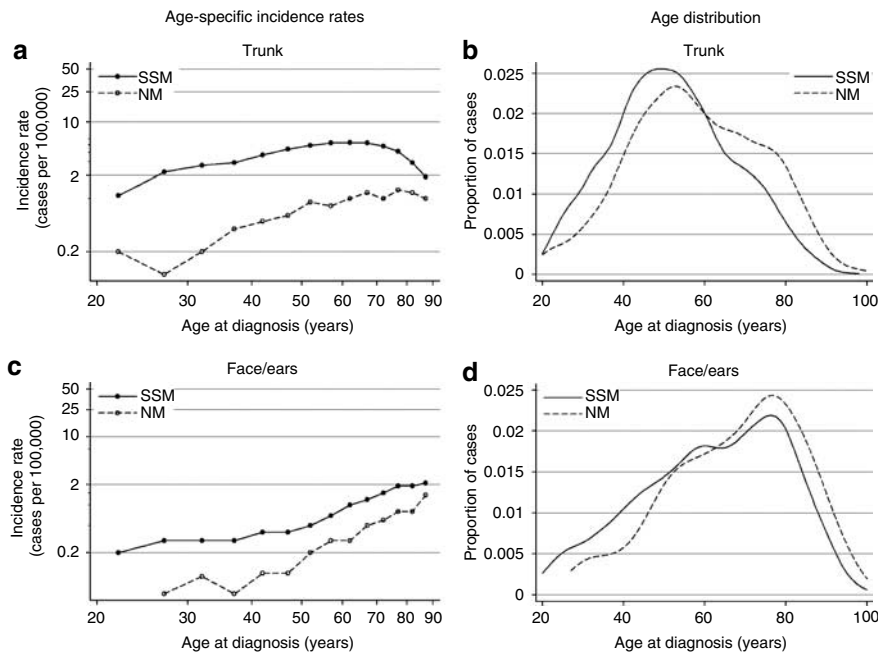 Age-specific incidence rates
Age distribution
a
Trunk
50
25
10
2
0.2
SSM
NM
Incidence rate
(cases per 100,000)
20 30 40 50 60 70 80 90
Age at diagnosis (years)
b
Trunk
0.025
0.02
0.015
0.01
0.005
0
SSM
NM
Proportion of cases
20 40 60 80 100
Age at diagnosis (years)
c
Face/ears
50
25
10
2
0.2
SSM
NM
Incidence rate
(cases per 100,000)
20 30 40 50 60 70 80 90
Age at diagnosis (years)
d
Face/ears
0.025
0.02
0.015
0.01
0.005
0
SSM
NM
Proportion of cases
20 40 60 80 100
Age at diagnosis (years)